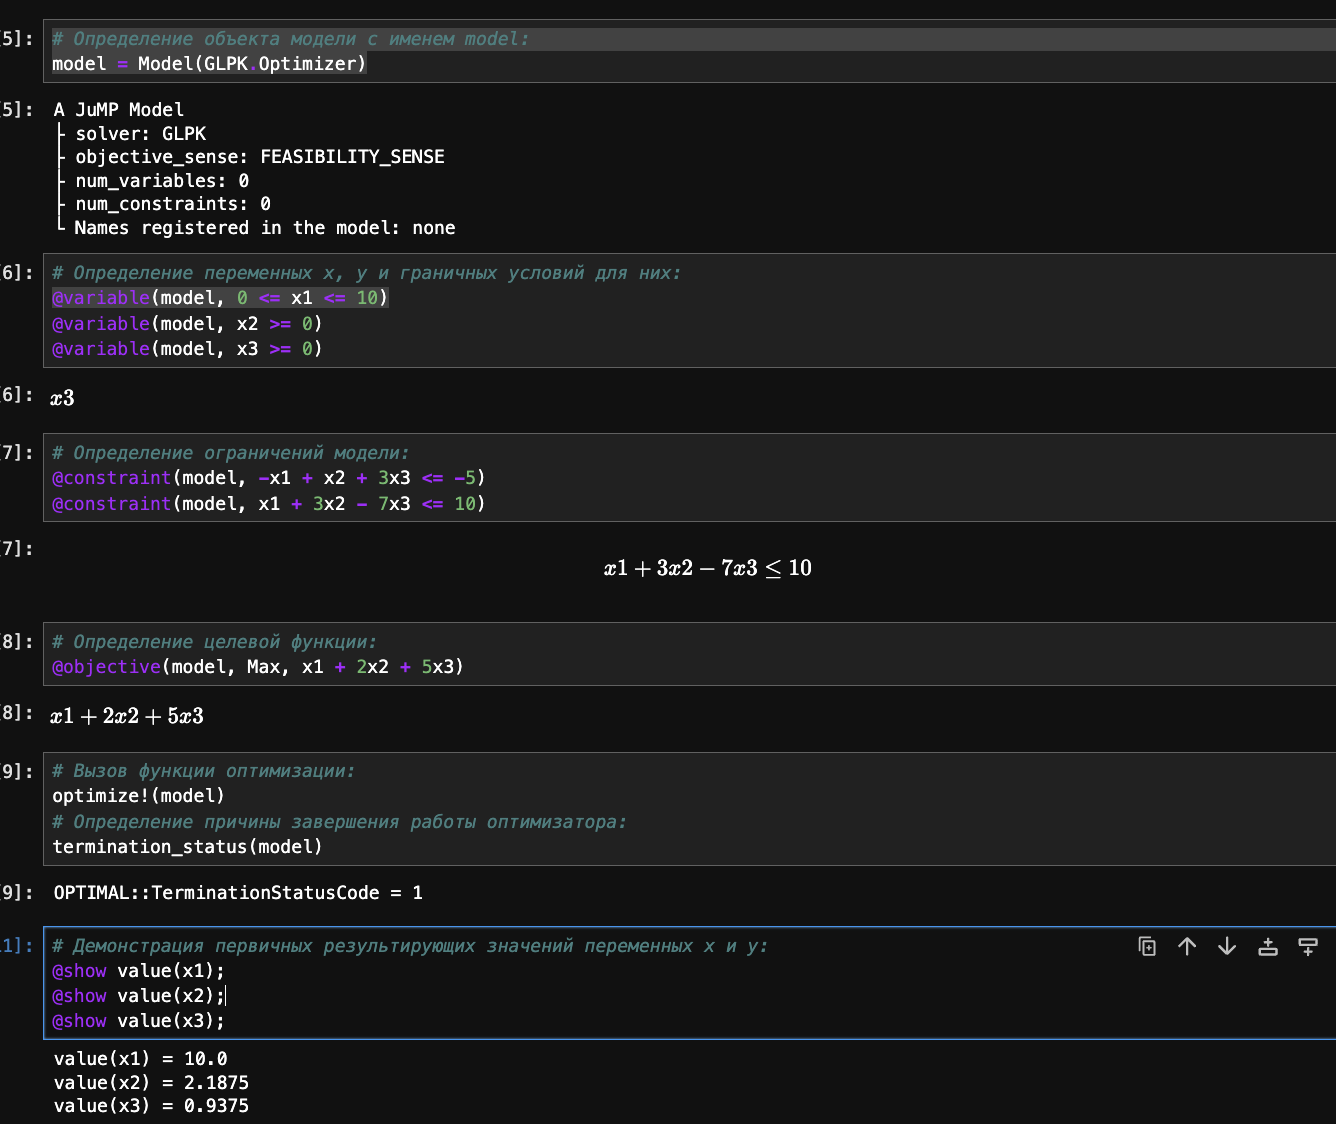 5]:
# Определение объекта модели с именем model:
model = Model(GLPK.Optimizer)
5]:
A JuMP Model
├ solver: GLPK
├ objective_sense: FEASIBILITY_SENSE
├ num_variables: 0
├ num_constraints: 0
└ Names registered in the model: none
6]:
# Определение переменных x, y и граничных условий для них:
@variable(model, 0 <= x1 <= 10)
@variable(model, x2 >= 0)
@variable(model, x3 >= 0)
6]:
x3
7]:
# Определение ограничений модели:
@constraint(model, -x1 + x2 + 3x3 <= -5)
@constraint(model, x1 + 3x2 - 7x3 <= 10)
7]:
x1 + 3x2 − 7x3 ≤ 10
8]:
# Определение целевой функции:
@objective(model, Max, x1 + 2x2 + 5x3)
8]:
x1 + 2x2 + 5x3
9]:
# Вызов функции оптимизации:
optimize!(model)
# Определение причины завершения работы оптимизатора:
termination_status(model)
9]:
OPTIMAL::TerminationStatusCode = 1
1]:
# Демонстрация первичных результирующих значений переменных x и y:
@show value(x1);
@show value(x2);
@show value(x3);
value(x1) = 10.0
value(x2) = 2.1875
value(x3) = 0.9375